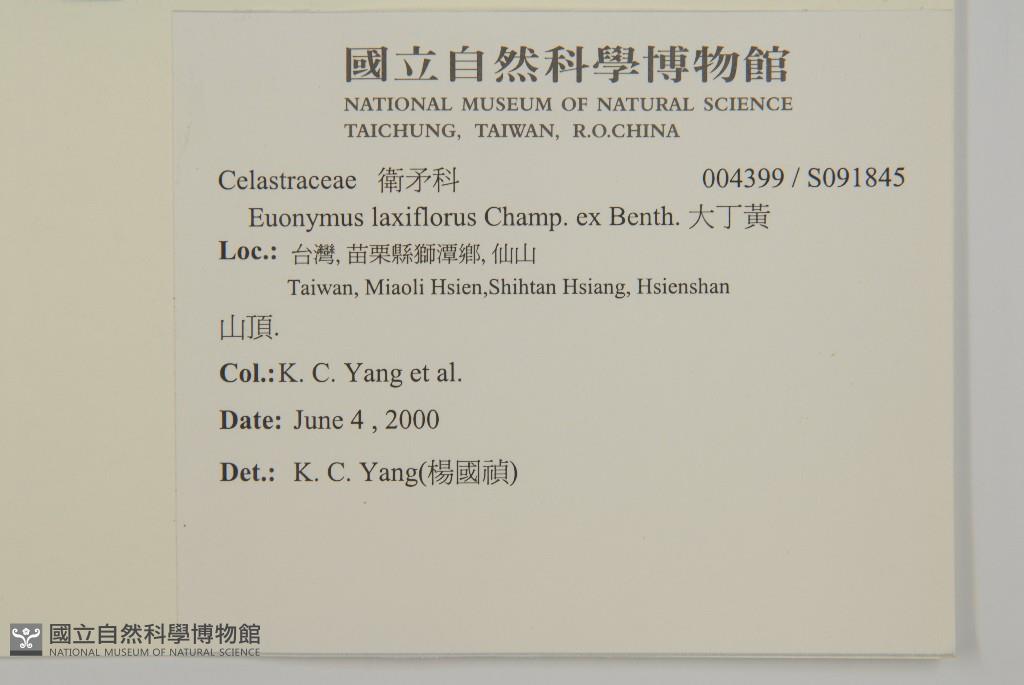 國立自然科學博物館
NATIONAL MUSEUM OF NATURAL SCIENCE
TAICHUNG, TAIWAN, R.O.CHINA
Celastraceae 衛矛科 004399 / S091845
Euonymus laxiflorus Champ. ex Benth. 大丁黃
Loc.: 台灣, 苗栗縣獅潭鄉, 仙山
Taiwan, Miaoli Hsien,Shihtan Hsiang, Hsienshan
山頂.
Col.: K. C. Yang et al.
Date: June 4 , 2000
Det.: K. C. Yang(楊國禎)
國立自然科學博物館
NATIONAL MUSEUM OF NATURAL SCIENCE